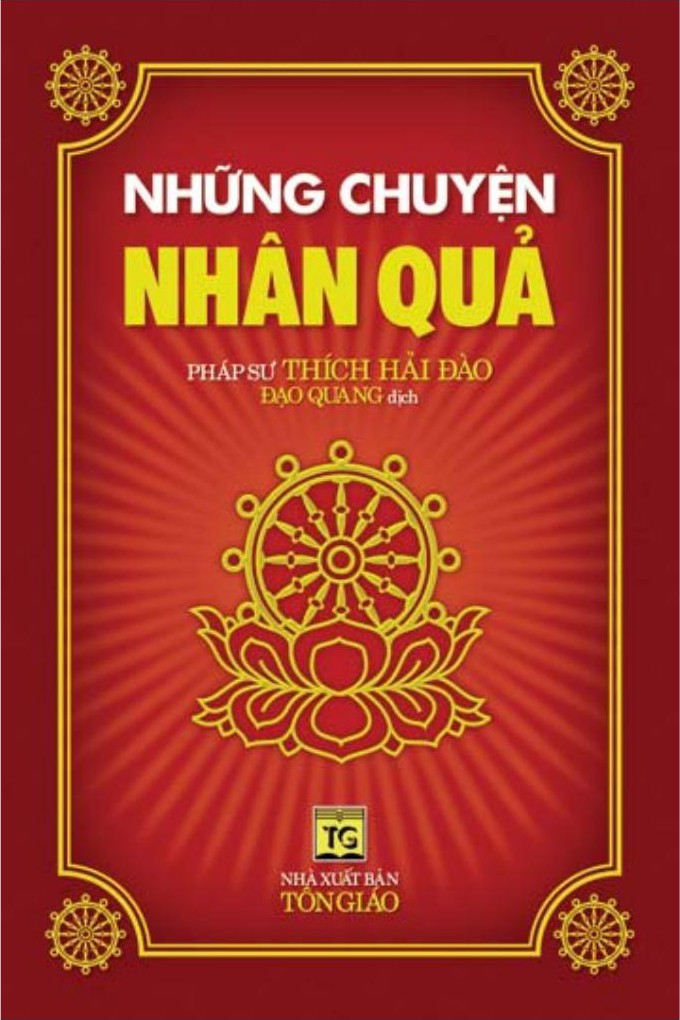 NHỮNG CHUYỆN
NHÂN QUẢ
PHÁP SƯ THÍCH HẢI ĐÀO
ĐẠO QUANG dịch
TG
NHÀ XUẤT BẢN
TÔN GIÁO